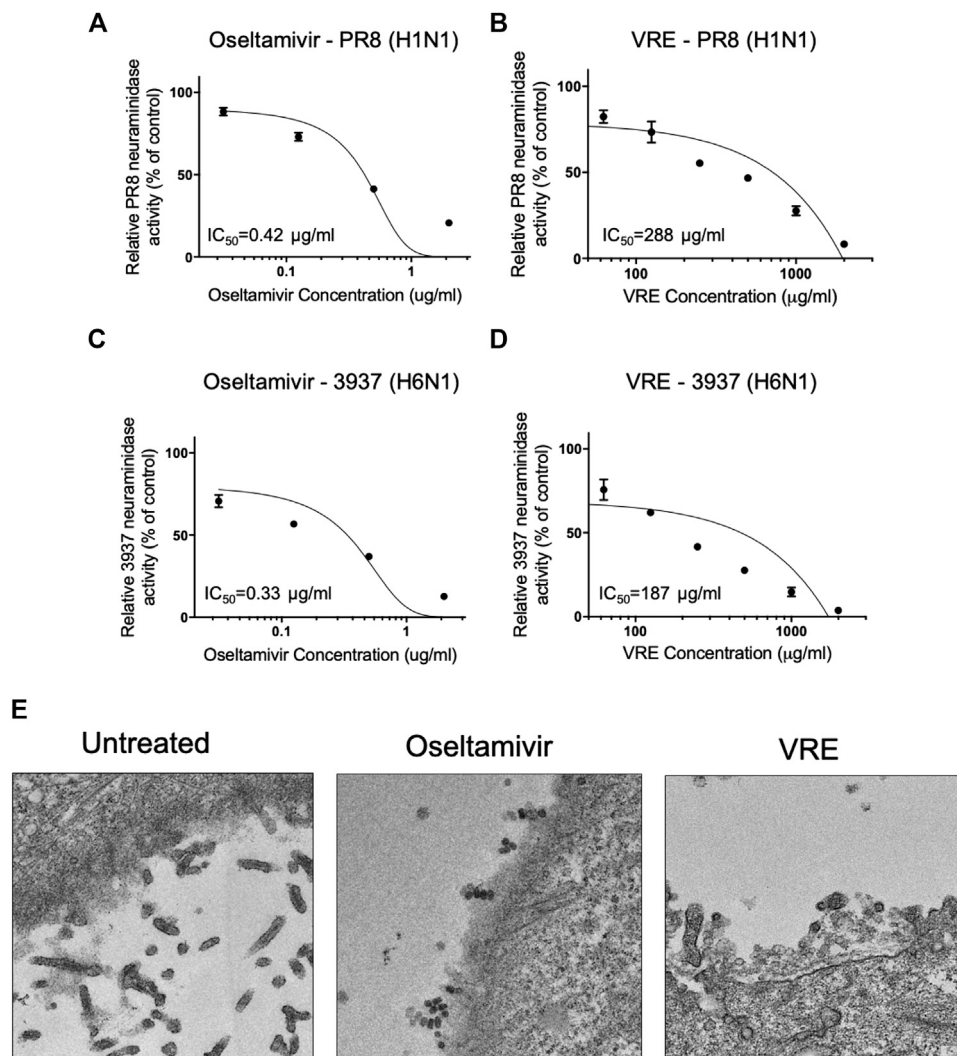 A
Oseltamivir - PR8 (H1N1)
Relative PR8 neuraminidase
activity (% of control)
100
50
0
IC50=0.42 µg/ml
0.1
1
Oseltamivir Concentration (ug/ml)
B
VRE - PR8 (H1N1)
Relative PR8 neuraminidase
activity (% of control)
100
50
0
IC50=288 µg/ml
100
1000
VRE Concentration (µg/ml)
C
Oseltamivir - 3937 (H6N1)
Relative 3937 neuraminidase
activity (% of control)
100
50
0
IC50=0.33 µg/ml
0.1
1
Oseltamivir Concentration (ug/ml)
D
VRE - 3937 (H6N1)
Relative 3937 neuraminidase
activity (% of control)
100
50
0
IC50=187 µg/ml
100
1000
VRE Concentration (µg/ml)
E
Untreated
Oseltamivir
VRE